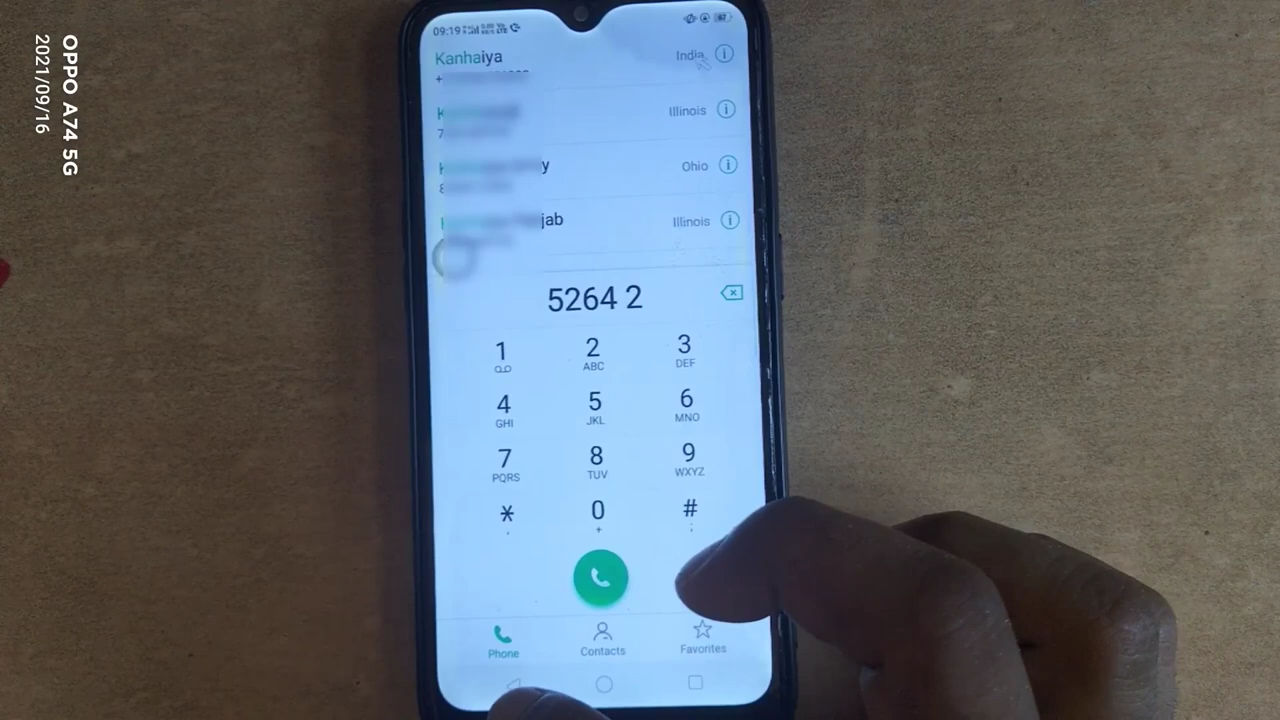 OPPO A74 5G
2021/09/16
09:19
Kanhaiya India
Illinois
Ohio
Illinois
5264 2
1 2 3
ABC DEF
4 5 6
GHI JKL MNO
7 8 9
PQRS TUV WXYZ
* 0 #
+
Phone Contacts Favorites